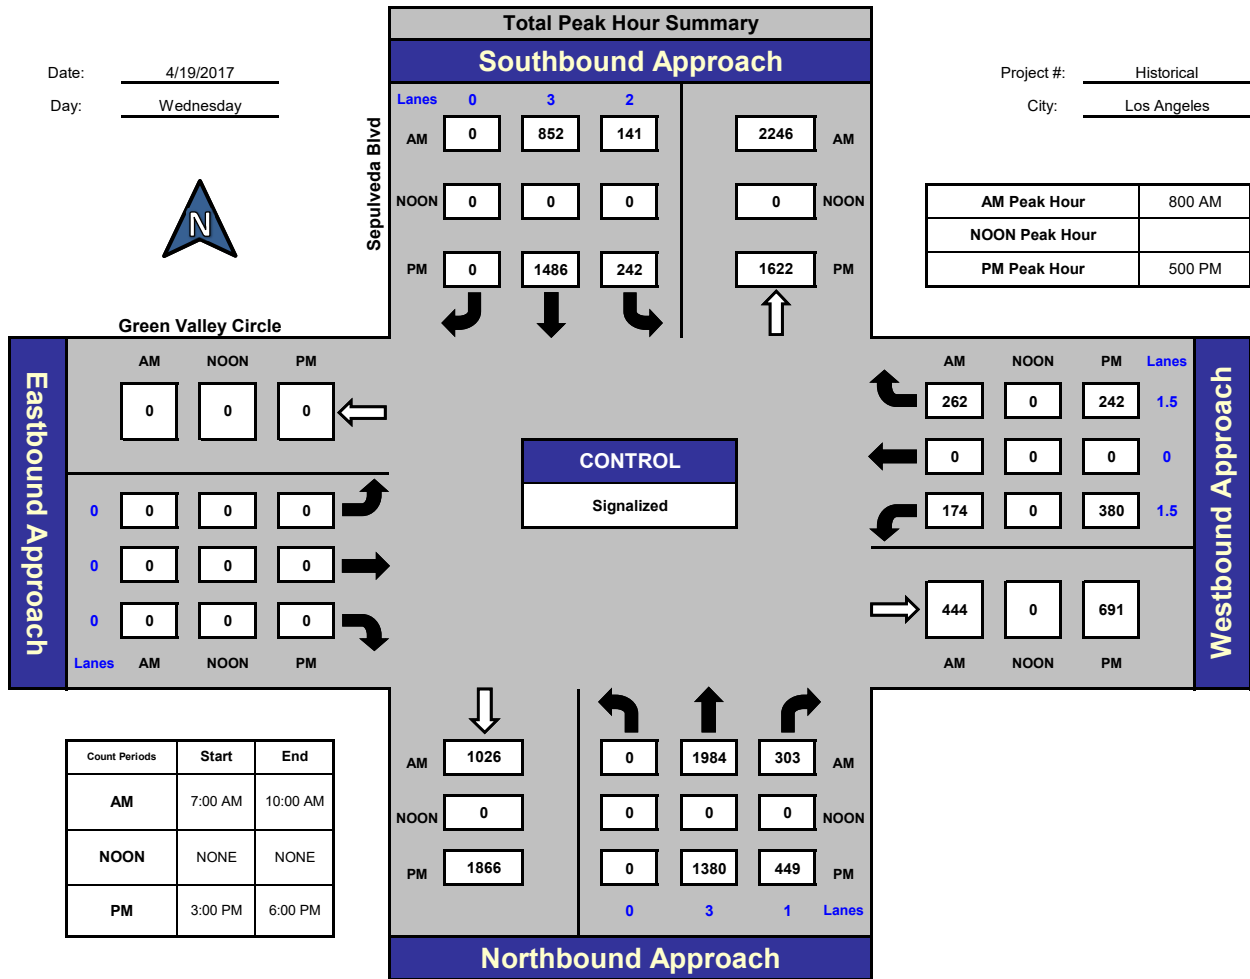 Total Peak Hour Summary
Southbound Approach
Date: 4/19/2017
Day: Wednesday
Project #: Historical
City: Los Angeles
N
Sepulveda Blvd
Lanes 0 3 2
AM 0 852 141 2246 AM
NOON 0 0 0 0 NOON
PM 0 1486 242 1622 PM
AM Peak Hour 800 AM
NOON Peak Hour
PM Peak Hour 500 PM
Green Valley Circle
Eastbound Approach
AM NOON PM
0 0 0
0 0 0 0
0 0 0 0
0 0 0 0
Lanes AM NOON PM
CONTROL
Signalized
AM NOON PM Lanes
262 0 242 1.5
0 0 0 0
174 0 380 1.5
444 0 691
AM NOON PM
Westbound Approach
Count Periods Start End
AM 7:00 AM 10:00 AM
NOON NONE NONE
PM 3:00 PM 6:00 PM
AM 1026 0 1984 303 AM
NOON 0 0 0 0 NOON
PM 1866 0 1380 449 PM
0 3 1 Lanes
Northbound Approach